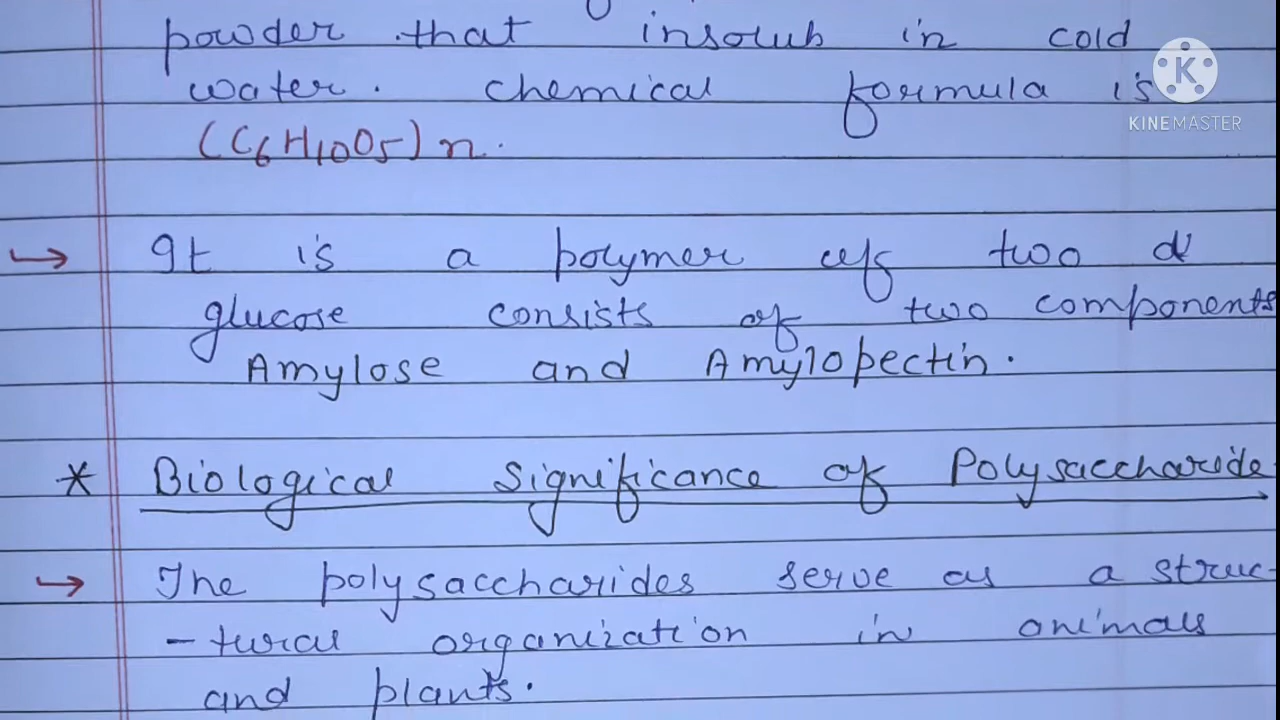 powder that insolub in cold
water. chemical formula is
(C6H10O5)n.
→ It is a polymer of two α
glucose consists of two components
Amylose and Amylopectin.
* Biological Significance of Polysaccharide
→ The polysaccharides serve as a struc-
-tural organization in animals
and plants.
K
KINEMASTER